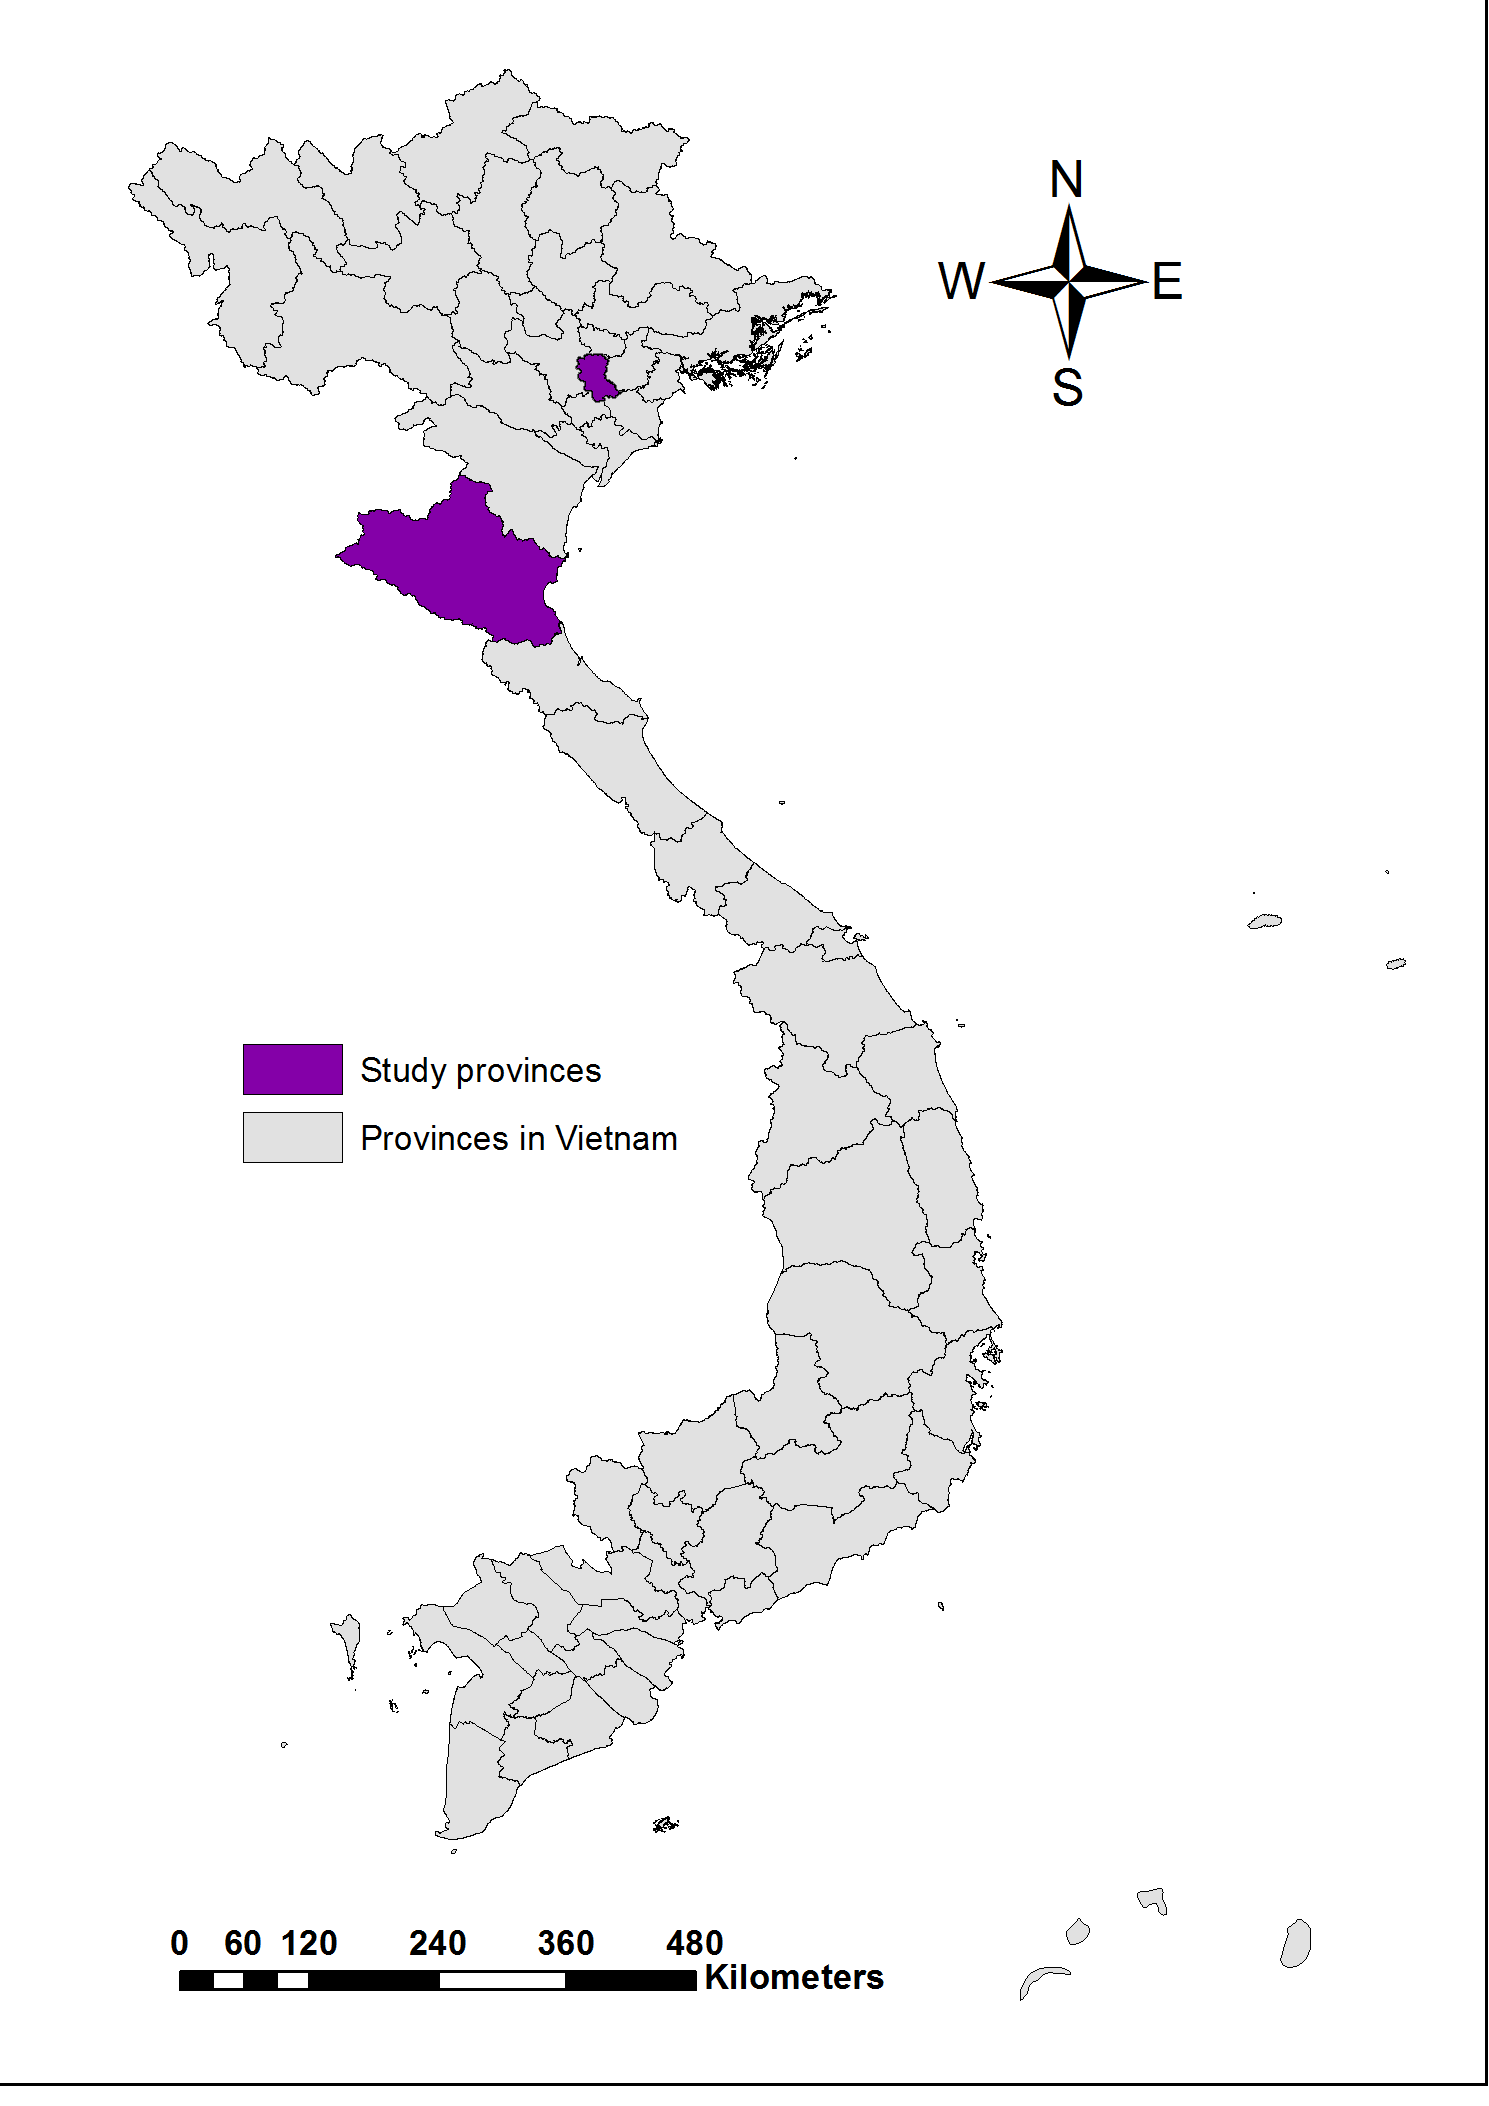 N
W E
S
Study provinces
Provinces in Vietnam
0 60 120 240 360 480
Kilometers